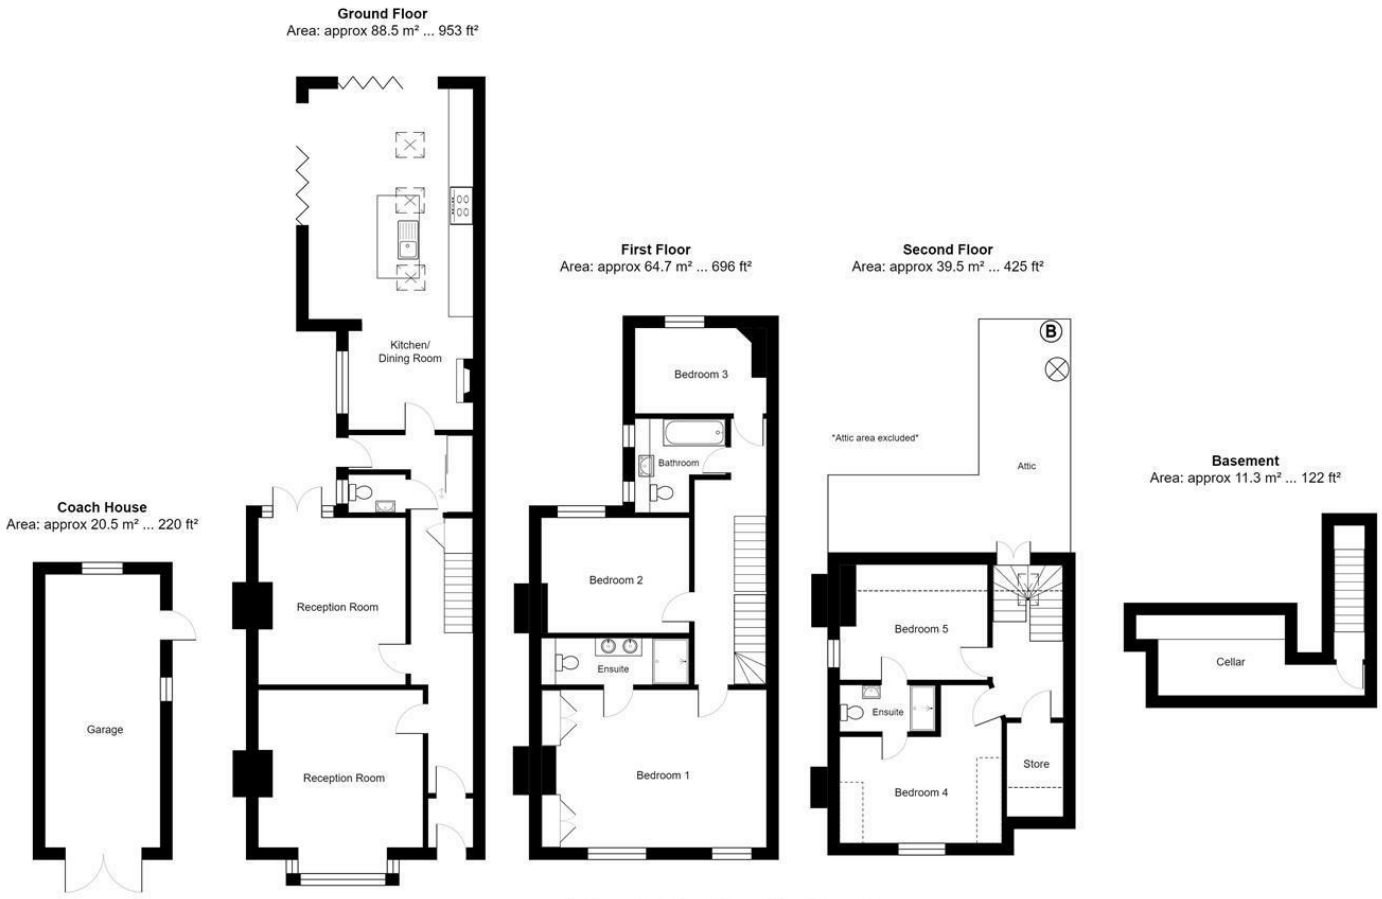 Ground Floor
Area: approx 88.5 m² ... 953 ft²
Kitchen/
Dining Room
Reception Room
Reception Room
First Floor
Area: approx 64.7 m² ... 696 ft²
Bedroom 3
Bathroom
Bedroom 2
Ensuite
Bedroom 1
Second Floor
Area: approx 39.5 m² ... 425 ft²
B
*Attic area excluded*
Attic
Bedroom 5
Ensuite
Store
Bedroom 4
Basement
Area: approx 11.3 m² ... 122 ft²
Cellar
Coach House
Area: approx 20.5 m² ... 220 ft²
Garage